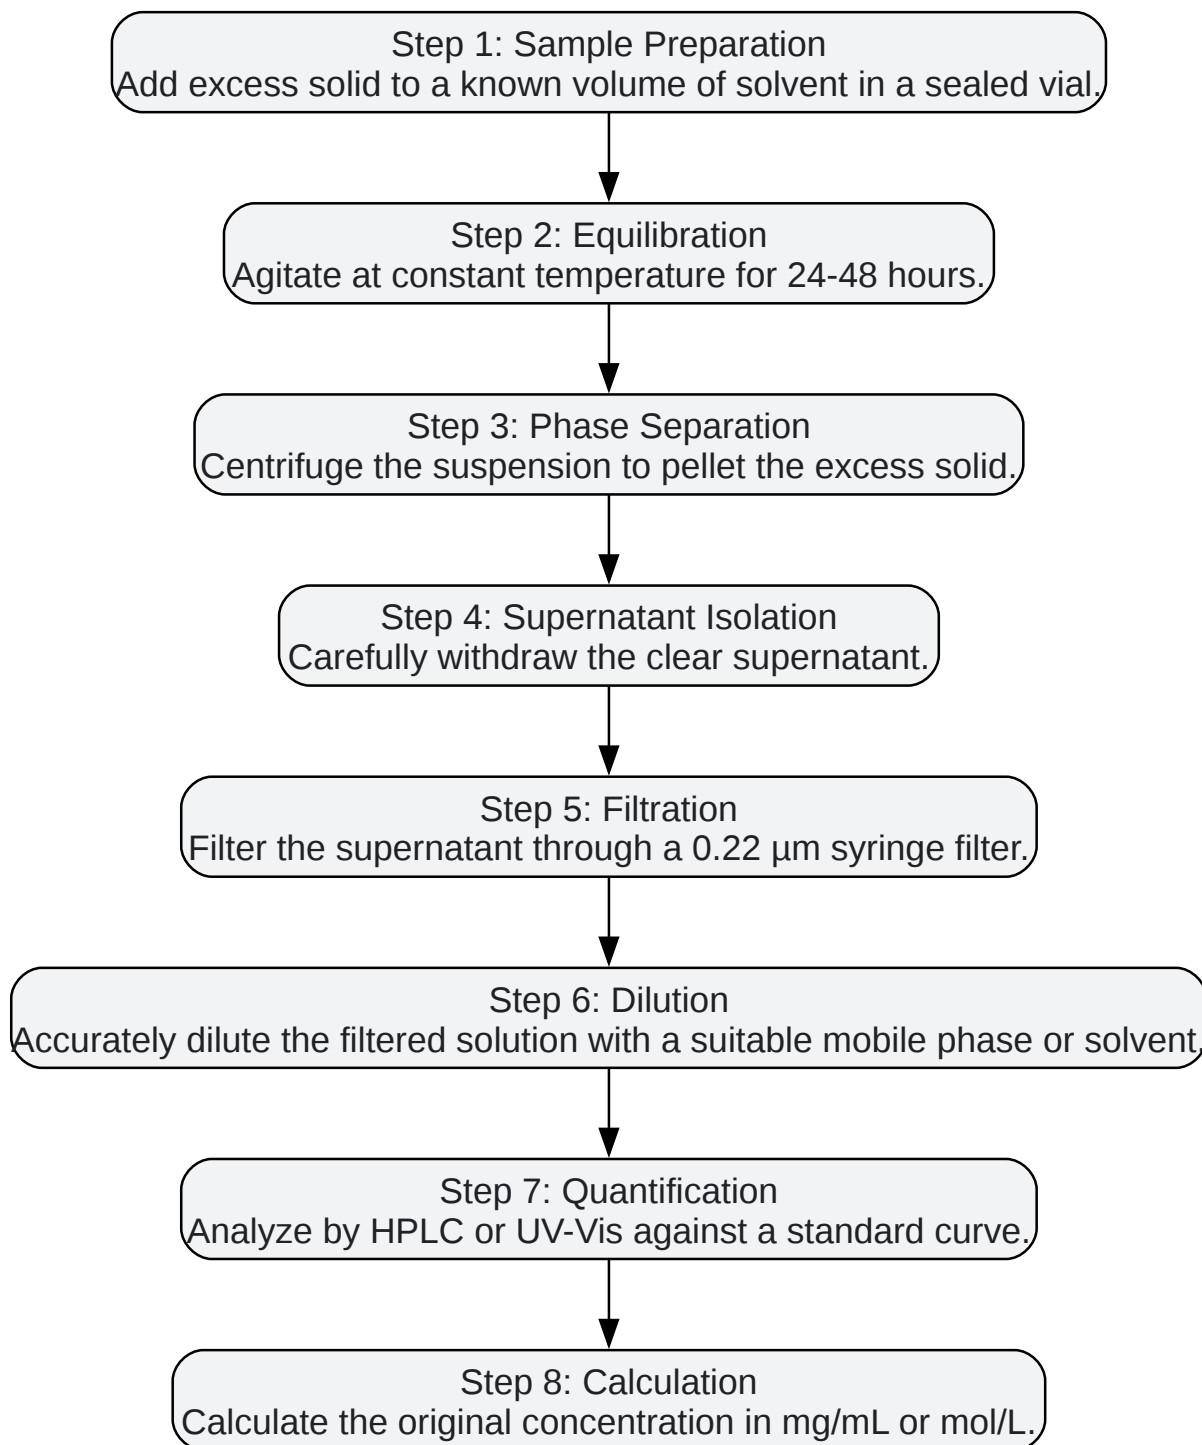 Step 1: Sample Preparation
Add excess solid to a known volume of solvent in a sealed vial.
Step 2: Equilibration
Agitate at constant temperature for 24-48 hours.
Step 3: Phase Separation
Centrifuge the suspension to pellet the excess solid.
Step 4: Supernatant Isolation
Carefully withdraw the clear supernatant.
Step 5: Filtration
Filter the supernatant through a 0.22 µm syringe filter.
Step 6: Dilution
Accurately dilute the filtered solution with a suitable mobile phase or solvent.
Step 7: Quantification
Analyze by HPLC or UV-Vis against a standard curve.
Step 8: Calculation
Calculate the original concentration in mg/mL or mol/L.